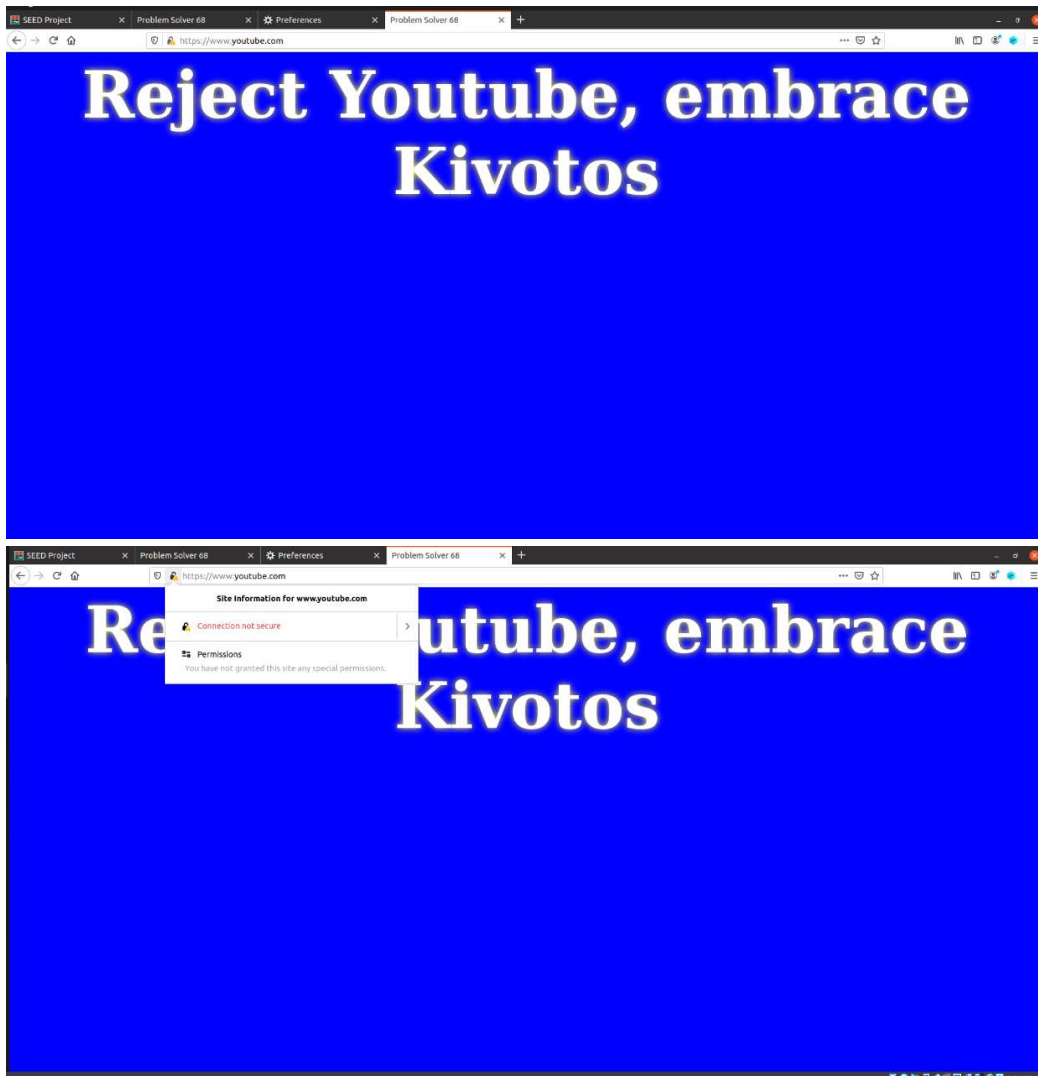 SEED Project
Problem Solver 68
Preferences
Problem Solver 68
https://www.youtube.com
Reject Youtube, embrace
Kivotos
SEED Project
Problem Solver 68
Preferences
Problem Solver 68
https://www.youtube.com
Site Information for www.youtube.com
Connection not secure
Permissions
You have not granted this site any special permissions.
Re utube, embrace
Kivotos